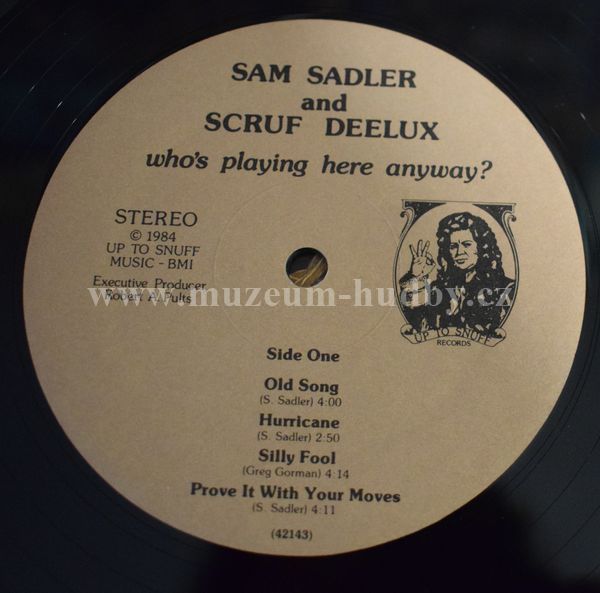 SAM SADLER
and
SCRUF DEELUX
who's playing here anyway?
STEREO
© 1984
UP TO SNUFF
MUSIC - BMI
Executive Producer
Robert A. Pults
UP TO SNUFF
RECORDS
www.muzeum-hudby.cz
Side One
Old Song
(S. Sadler) 4:00
Hurricane
(S. Sadler) 2:50
Silly Fool
(Greg Gorman) 4:14
Prove It With Your Moves
(S. Sadler) 4:11
(42143)